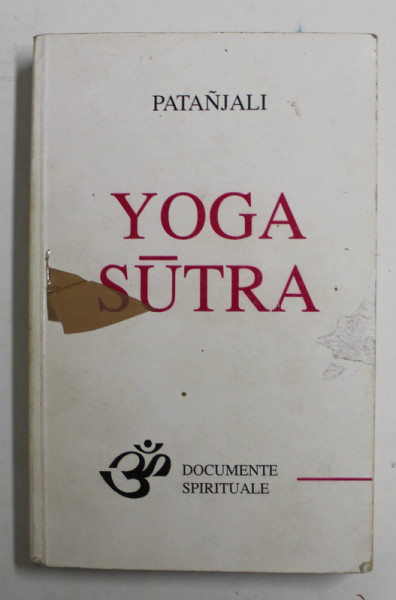 PATAÑJALI
YOGA
SŪTRA
ॐ
DOCUMENTE
SPIRITUALE